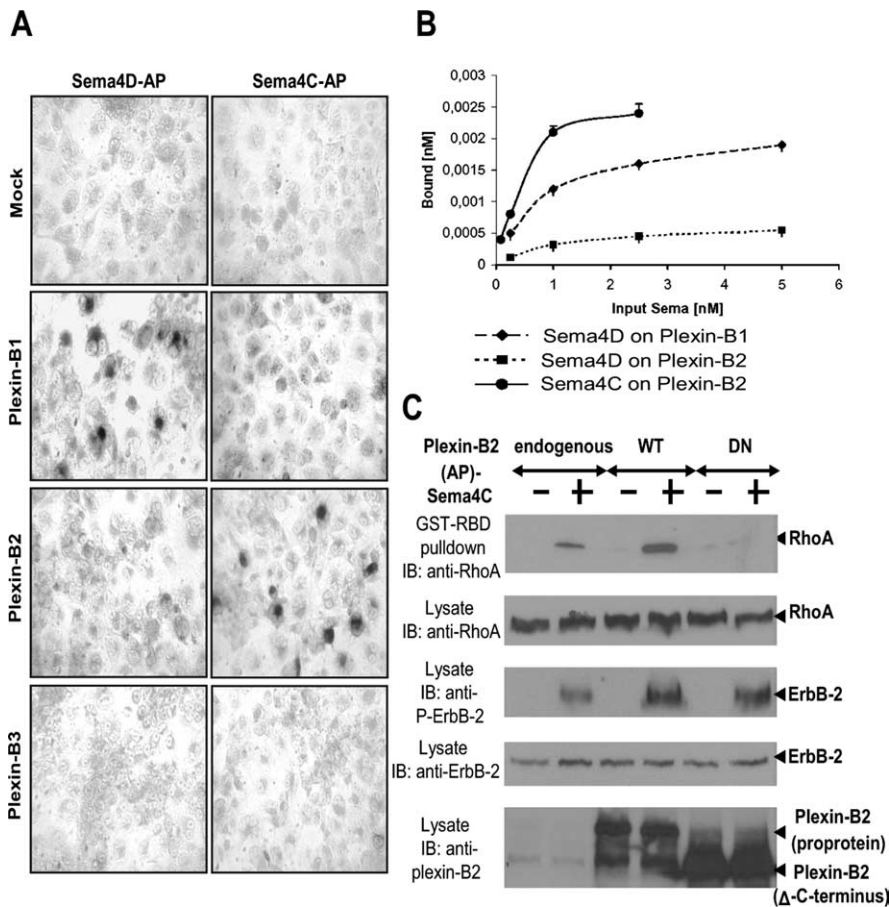 A
Sema4D-AP Sema4C-AP
Mock
Plexin-B1
Plexin-B2
Plexin-B3
B
Bound [nM]
0,003
0,0025
0,002
0,0015
0,001
0,0005
0
0 1 2 3 4 5 6
Input Sema [nM]
Sema4D on Plexin-B1
Sema4D on Plexin-B2
Sema4C on Plexin-B2
C
Plexin-B2 endogenous WT DN
(AP)-
Sema4C − + − + − +
GST-RBD
pulldown
IB: anti-RhoA
RhoA
Lysate
IB: anti-RhoA
RhoA
Lysate
IB: anti-
P-ErbB-2
ErbB-2
Lysate
IB: anti-ErbB-2
ErbB-2
Lysate
IB: anti-
plexin-B2
Plexin-B2
(proprotein)
Plexin-B2
(Δ-C-terminus)